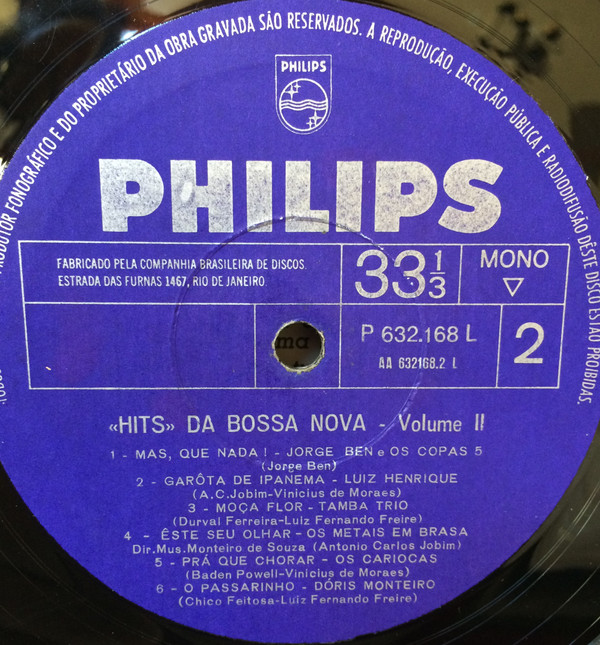 PRODUTOR FONOGRÁFICO E DO PROPRIETÁRIO DA OBRA GRAVADA SÃO RESERVADOS. A REPRODUÇÃO, EXECUÇÃO PÚBLICA E RADIODIFUSÃO DÊSTE DISCO ESTÃO PROIBIDAS.
PHILIPS
PHILIPS
FABRICADO PELA COMPANHIA BRASILEIRA DE DISCOS
ESTRADA DAS FURNAS 1467, RIO DE JANEIRO
33 1/3
MONO
P 632.168 L
AA 632168.2 L
2
«HITS» DA BOSSA NOVA - Volume II
1 - MAS, QUE NADA! - JORGE BEN e OS COPAS 5
(Jorge Ben)
2 - GARÔTA DE IPANEMA - LUIZ HENRIQUE
(A.C.Jobim-Vinicius de Moraes)
3 - MOÇA FLOR - TAMBA TRIO
(Durval Ferreira-Luiz Fernando Freire)
4 - ÊSTE SEU OLHAR - OS METAIS EM BRASA
Dir.Mus.Monteiro de Souza (Antonio Carlos Jobim)
5 - PRÁ QUE CHORAR - OS CARIOCAS
(Baden Powell-Vinícius de Moraes)
6 - O PASSARINHO - DÓRIS MONTEIRO
(Chico Feitosa-Luiz Fernando Freire)